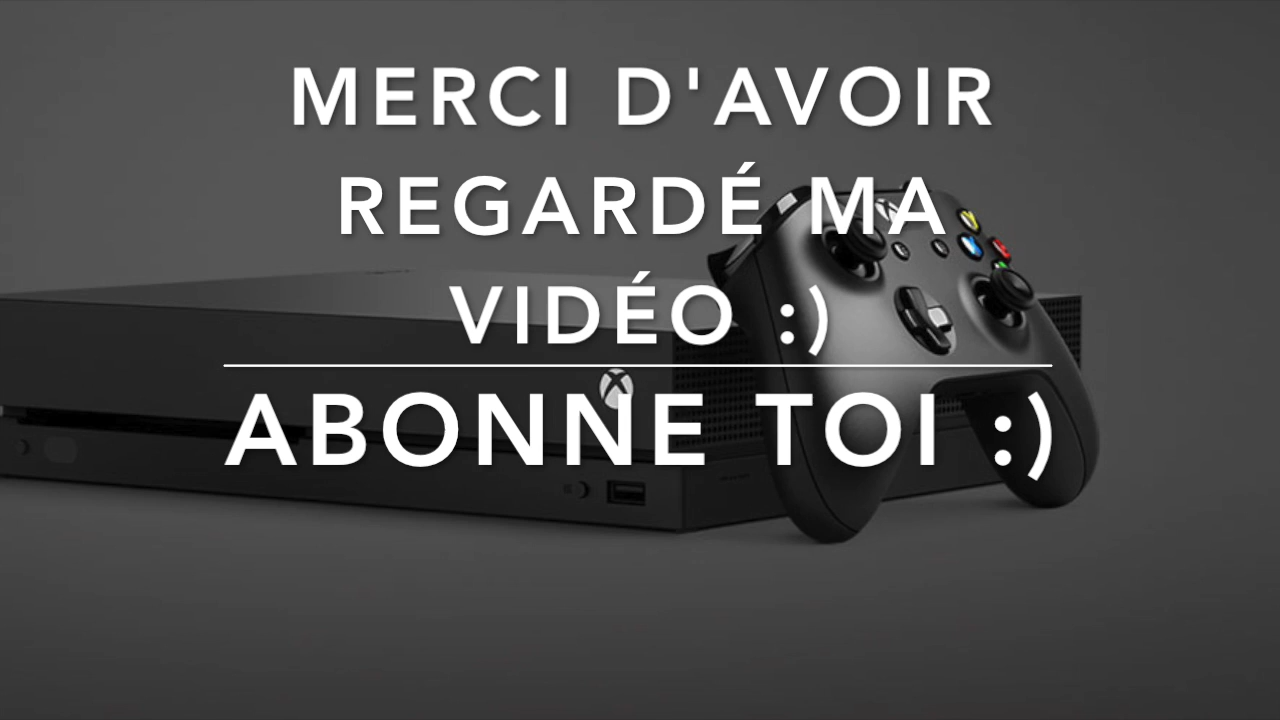 MERCI D'AVOIR
REGARDÉ MA
VIDÉO :)
ABONNE TOI :)